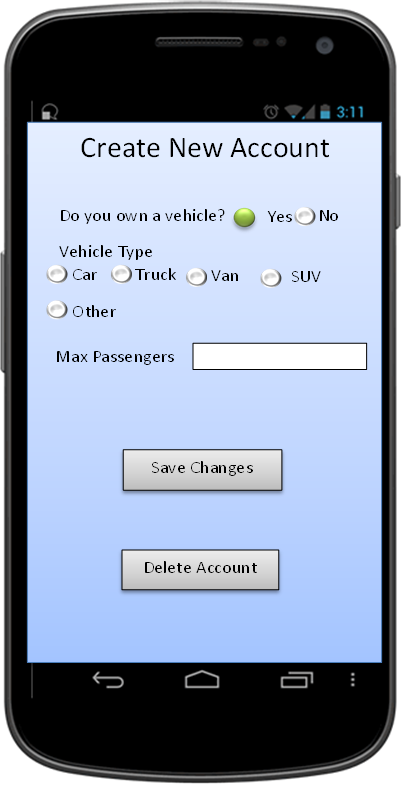 3:11
Create New Account
Do you own a vehicle? Yes No
Vehicle Type
Car Truck Van SUV
Other
Max Passengers
Save Changes
Delete Account